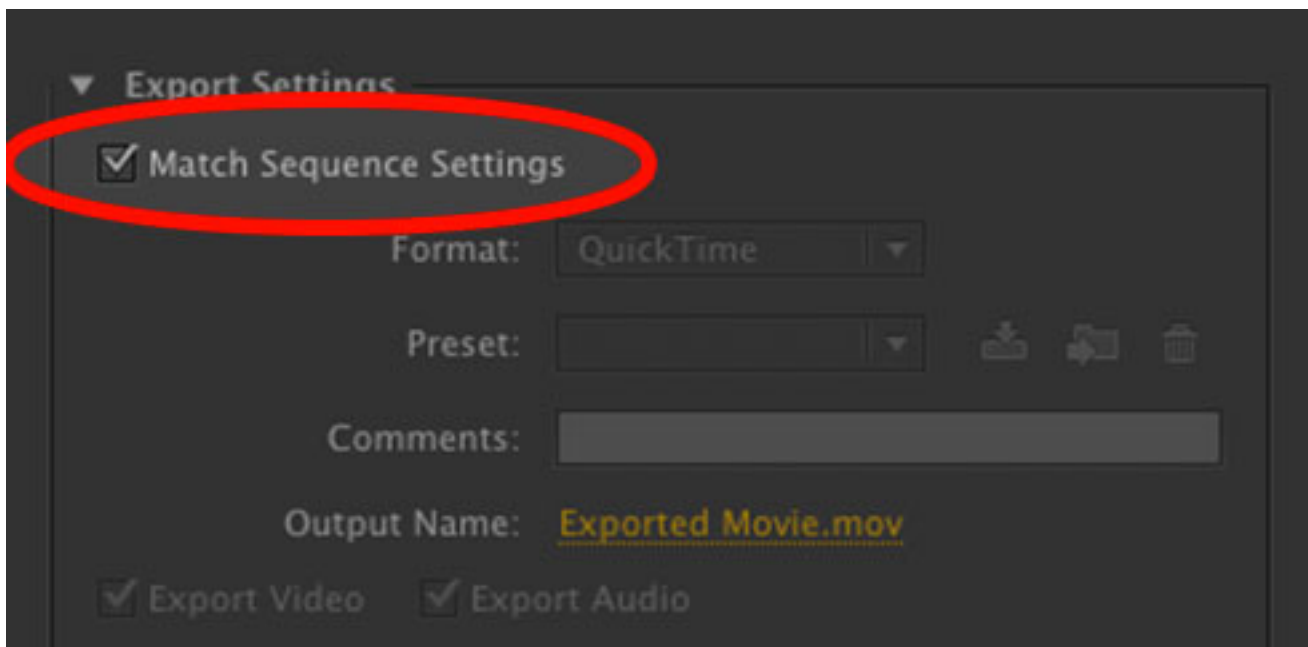 Export Settings
Match Sequence Settings
Format: QuickTime
Preset:
Comments:
Output Name: Exported Movie.mov
Export Video Export Audio